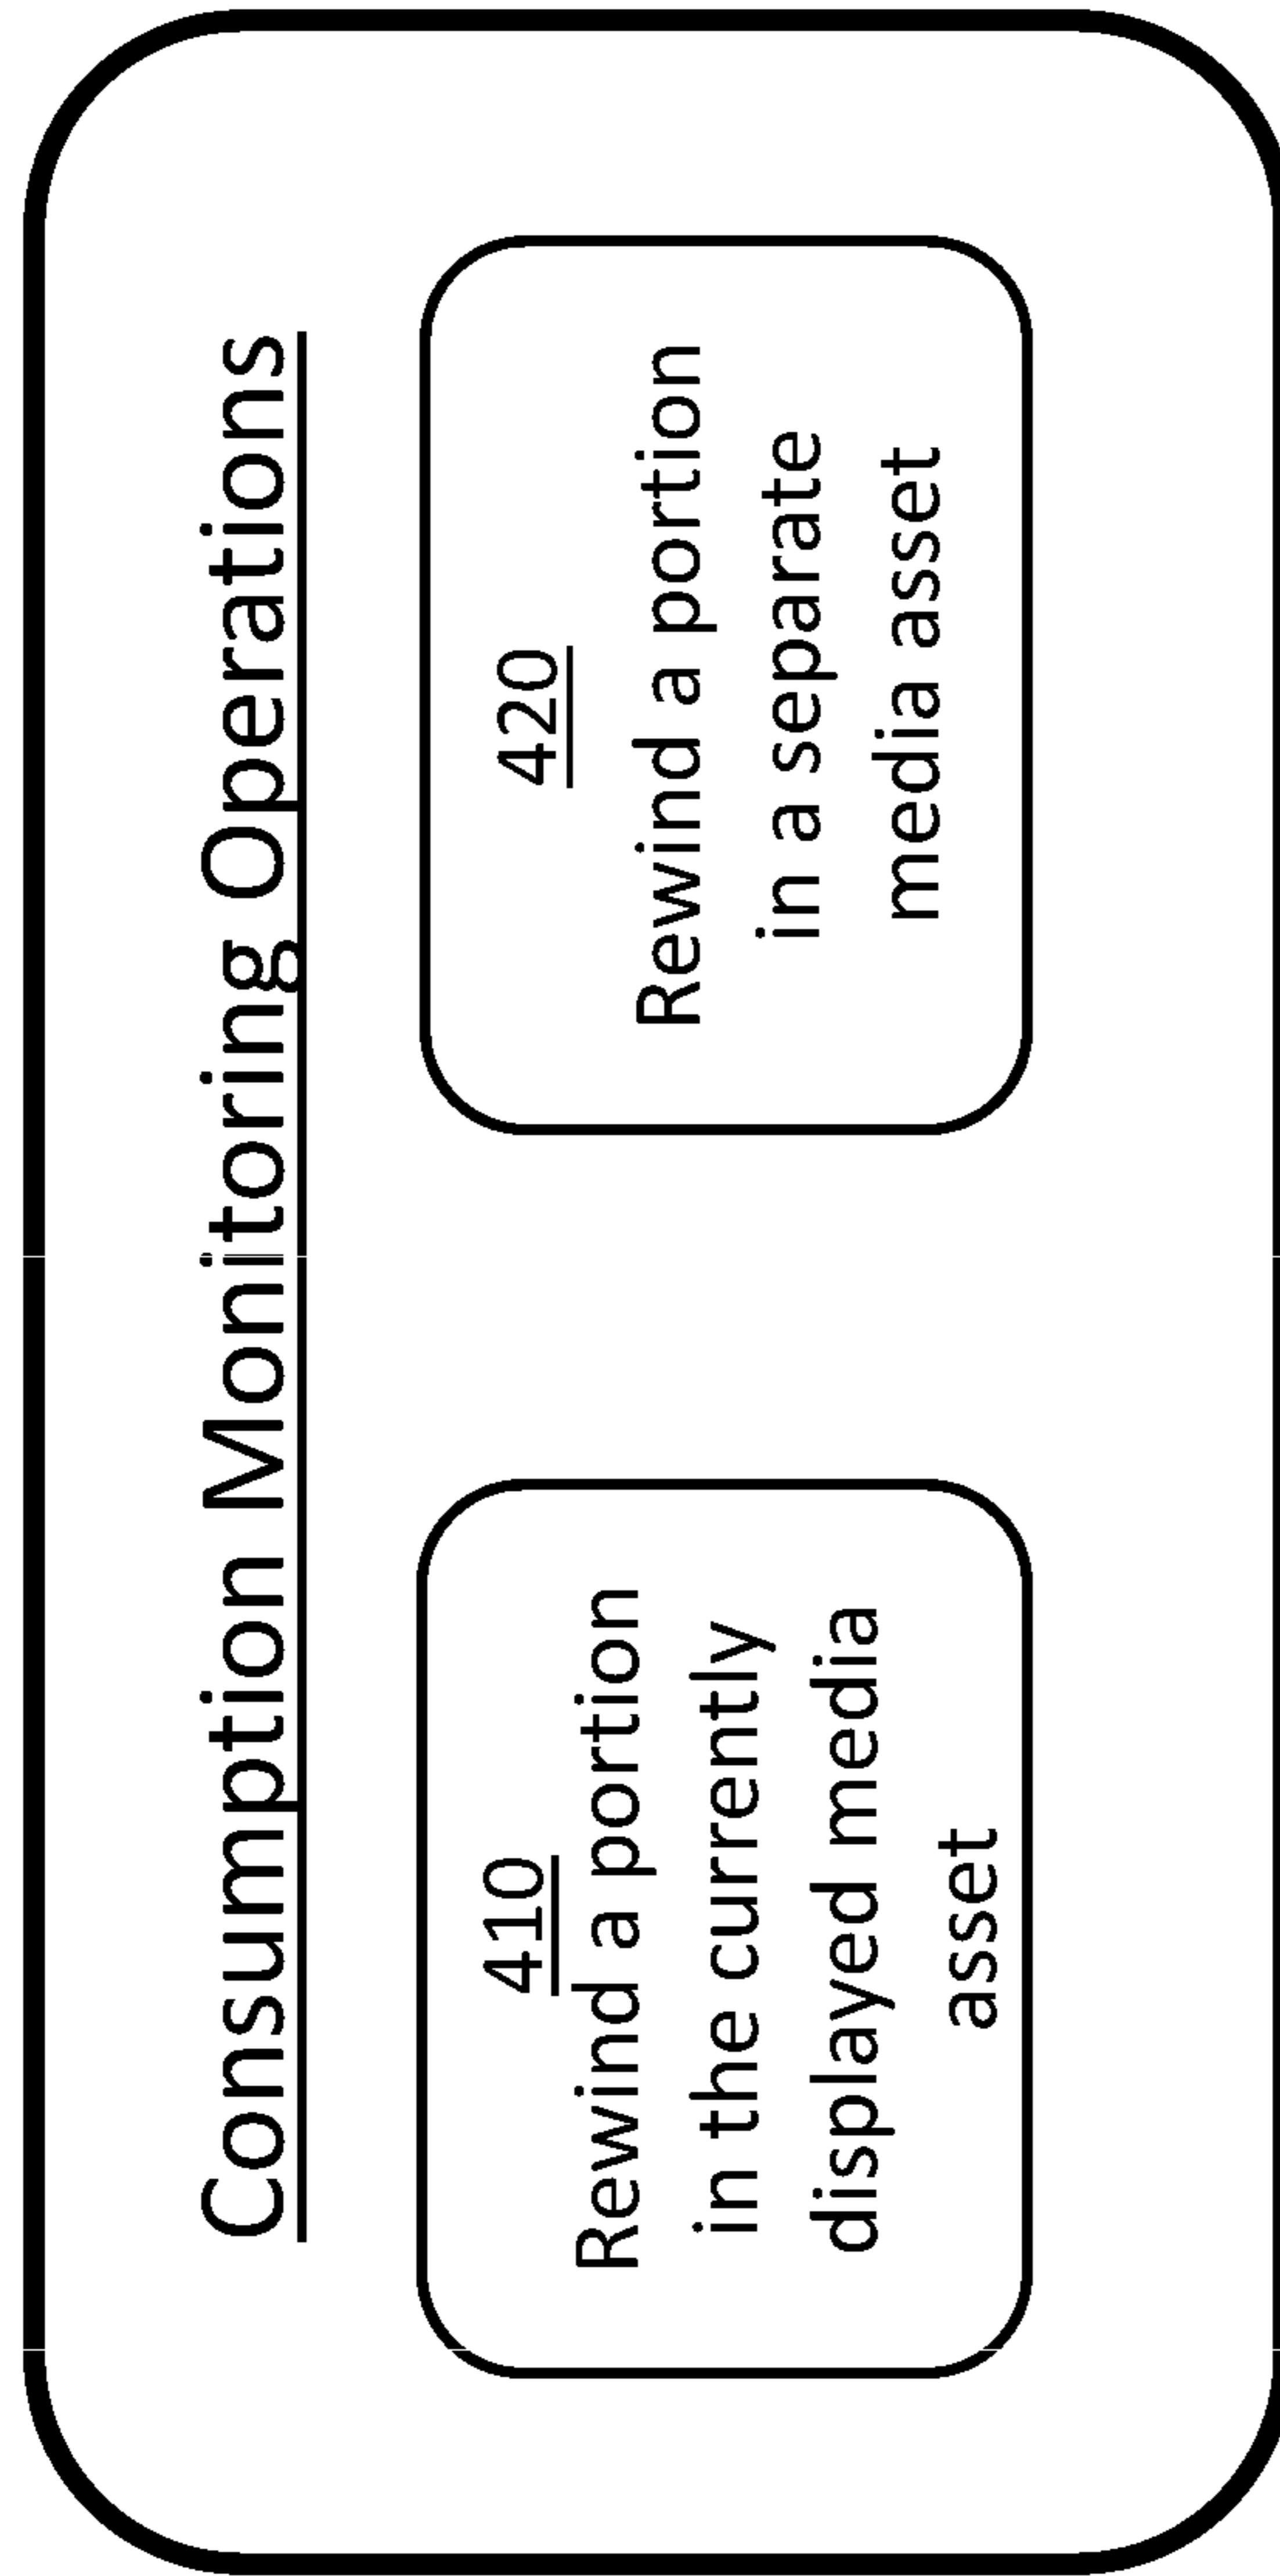 Consumption Monitoring Operations
410
Rewind a portion
in the currently
displayed media
asset
420
Rewind a portion
in a separate
media asset